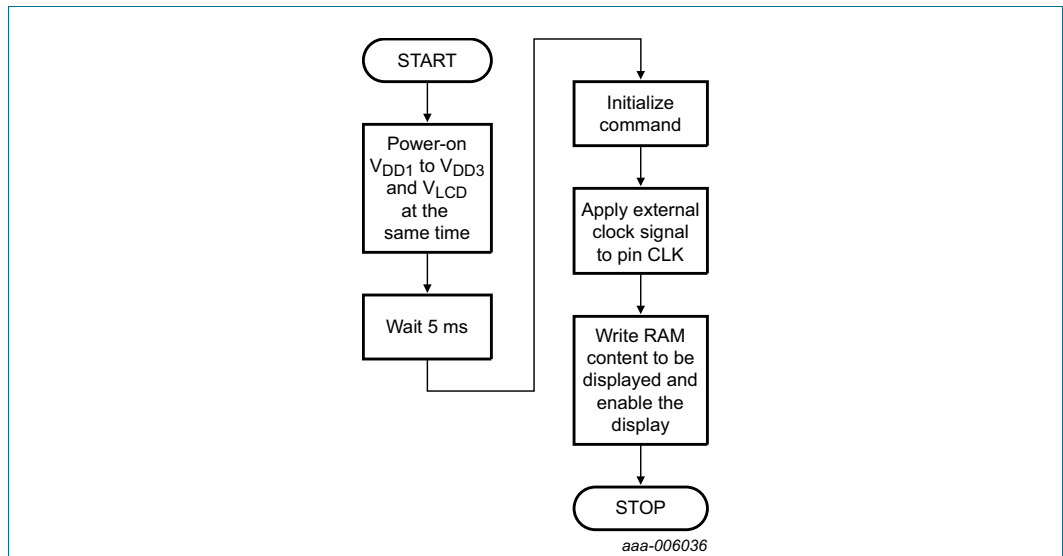 START
Power-on
VDD1 to VDD3
and VLCD
at the
same time
Wait 5 ms
Initialize
command
Apply external
clock signal
to pin CLK
Write RAM
content to be
displayed and
enable the
display
STOP
aaa-006036